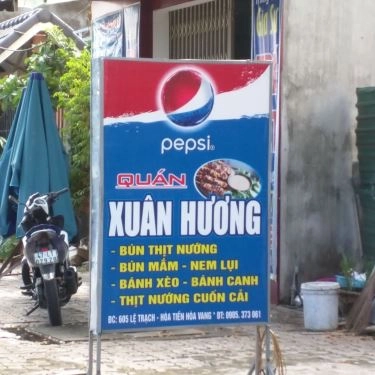 pepsi
QUÁN
XUÂN HƯƠNG
- BÚN THỊT NƯỚNG
- BÚN MẮM - NEM LỤI
- BÁNH XÈO - BÁNH CANH
- THỊT NƯỚNG CUỐN CẢI
ĐC: 605 LỆ TRẠCH - HÒA TIẾN HÒA VANG * ĐT: 0905. 373 061